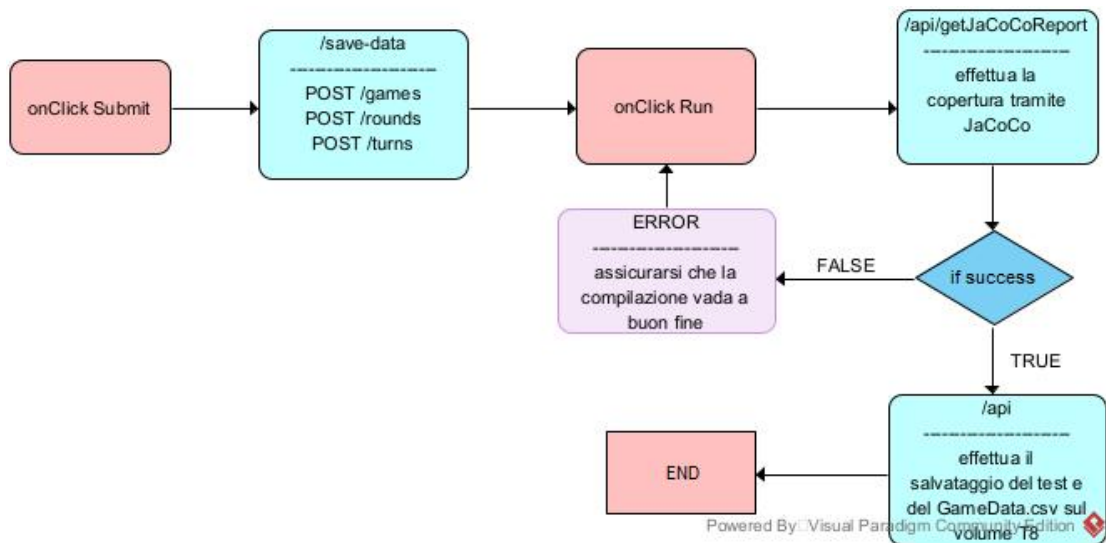 onClick Submit
/save-data
------------------------
POST /games
POST /rounds
POST /turns
onClick Run
/api/getJaCoCoReport
------------------------
effettua la
copertura tramite
JaCoCo
if success
FALSE
ERROR
------------------------
assicurarsi che la
compilazione vada a
buon fine
TRUE
/api
------------------------
effettua il
salvataggio del test e
del GameData.csv sul
volume T8
END
Powered By Visual Paradigm Community Edition